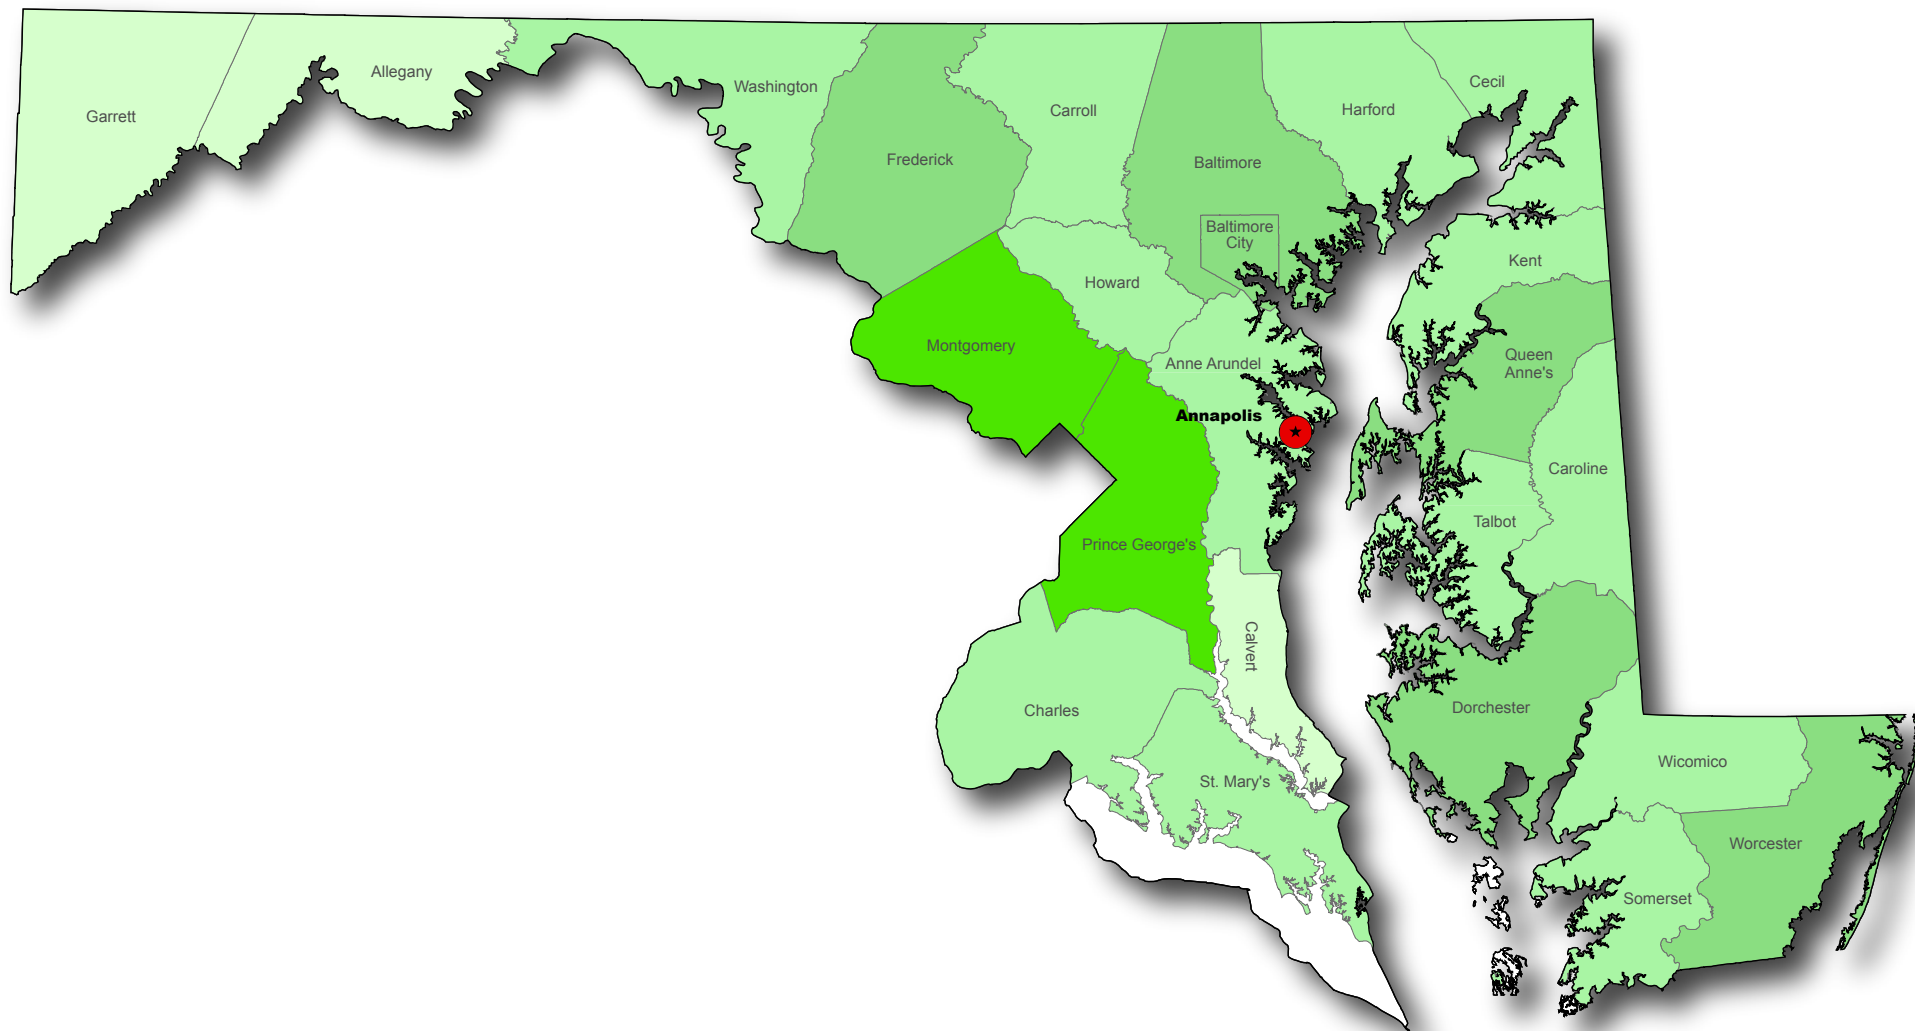 Garrett
Allegany
Washington
Frederick
Carroll
Baltimore
Baltimore
City
Harford
Cecil
Kent
Howard
Montgomery
Anne Arundel
Annapolis
Queen
Anne's
Caroline
Talbot
Prince George's
Calvert
Charles
St. Mary's
Dorchester
Wicomico
Worcester
Somerset